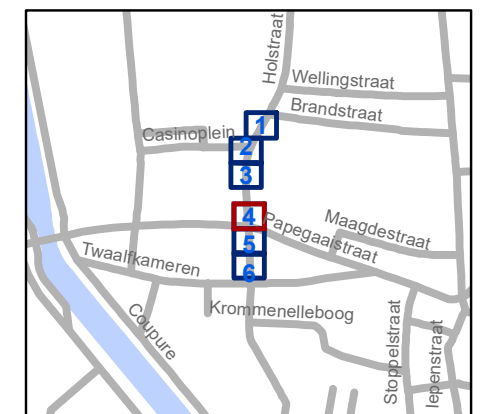 Holstraat
Wellingstraat
Brandstraat
1
Casinoplein
2
3
4
Papegaaistraat
Maagdestraat
5
Twaalfkameren
6
Krommenelleboog
Coupure
Stoppelstraat
Iepenstraat